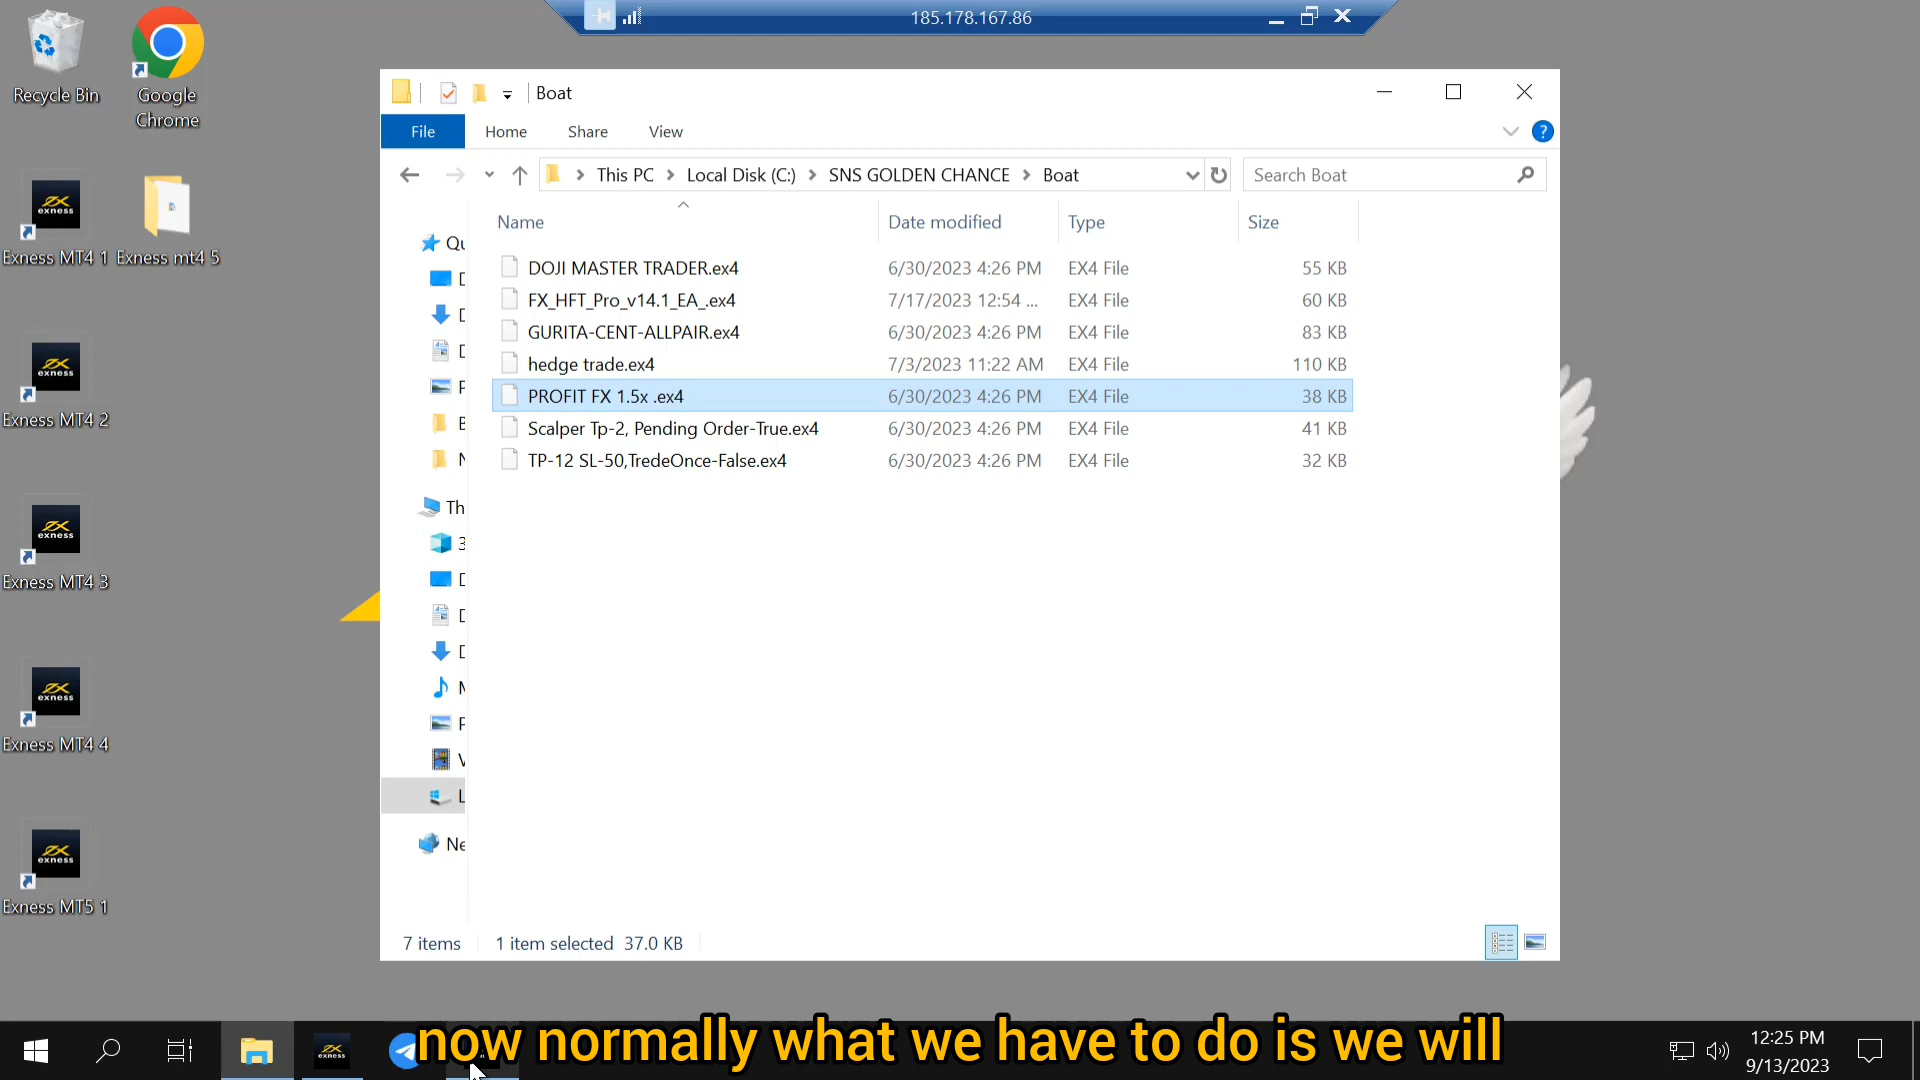 185.178.167.86
Recycle Bin
Google
Chrome
Boat
File Home Share View
?
This PC Local Disk (C:) SNS GOLDEN CHANCE Boat
Search Boat
Name Date modified Type Size
DOJI MASTER TRADER.ex4 6/30/2023 4:26 PM EX4 File 55 KB
FX_HFT_Pro_v14.1_EA_.ex4 7/17/2023 12:54 ... EX4 File 60 KB
GURITA-CENT-ALLPAIR.ex4 6/30/2023 4:26 PM EX4 File 83 KB
hedge trade.ex4 7/3/2023 11:22 AM EX4 File 110 KB
PROFIT FX 1.5x .ex4 6/30/2023 4:26 PM EX4 File 38 KB
Scalper Tp-2, Pending Order-True.ex4 6/30/2023 4:26 PM EX4 File 41 KB
TP-12 SL-50,TredeOnce-False.ex4 6/30/2023 4:26 PM EX4 File 32 KB
exness
Exness MT4 1
Exness mt4 5
exness
Exness MT4 2
exness
Exness MT4 3
exness
Exness MT4 4
exness
Exness MT5 1
7 items 1 item selected 37.0 KB
exness
now normally what we have to do is we will
12:25 PM
9/13/2023